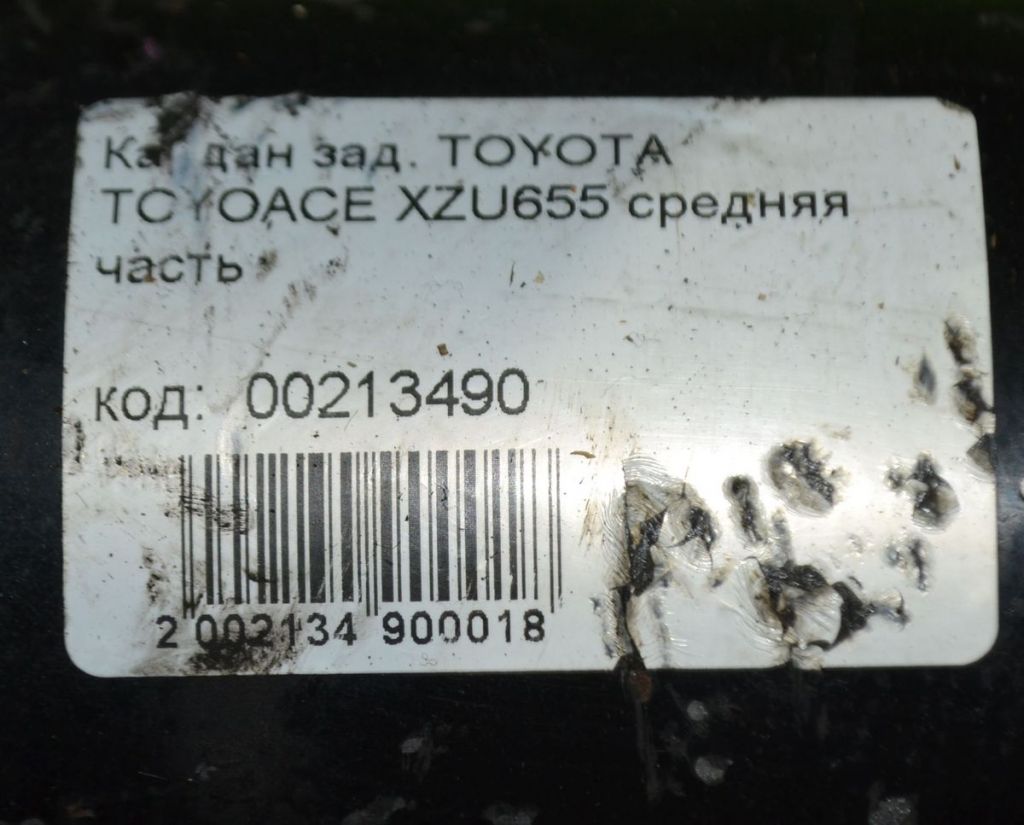 Кардан зад. TOYOTA
TOYOACE XZU655 средняя
часть
код: 00213490
2 002134 900018